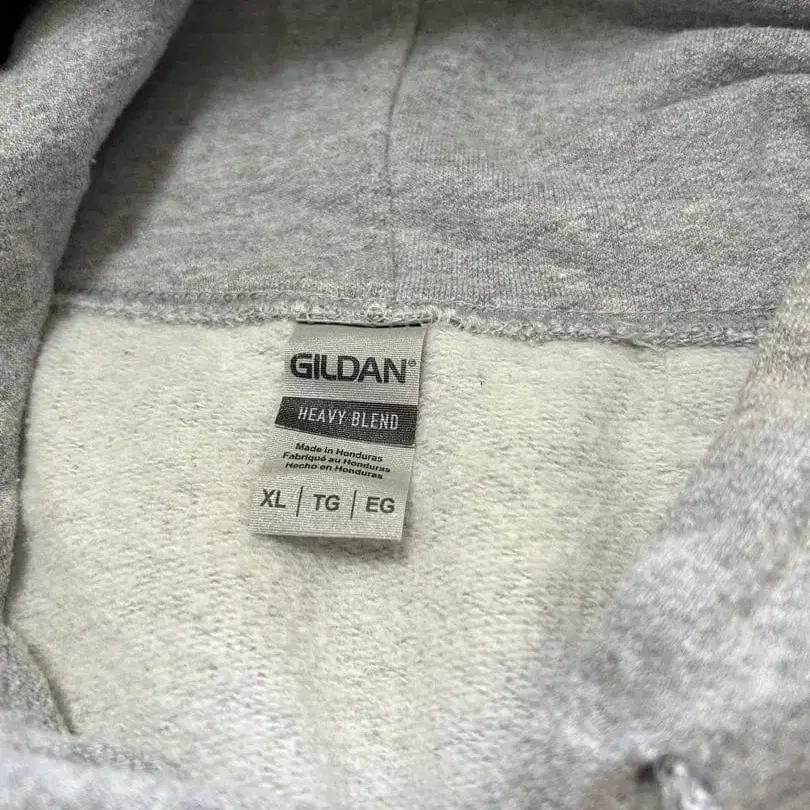 GILDAN®
HEAVY BLEND
Made in Honduras
Fabriqué au Honduras
Hecho en Honduras
XL | TG | EG